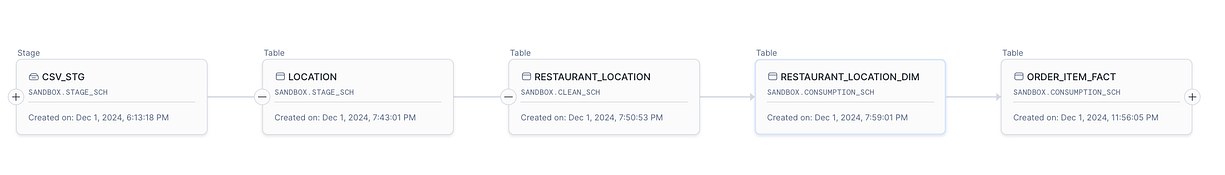 Stage
CSV_STG
SANDBOX.STAGE_SCH
Created on: Dec 1, 2024, 6:13:18 PM
Table
LOCATION
SANDBOX.STAGE_SCH
Created on: Dec 1, 2024, 7:43:01 PM
Table
RESTAURANT_LOCATION
SANDBOX.CLEAN_SCH
Created on: Dec 1, 2024, 7:50:53 PM
Table
RESTAURANT_LOCATION_DIM
SANDBOX.CONSUMPTION_SCH
Created on: Dec 1, 2024, 7:59:01 PM
Table
ORDER_ITEM_FACT
SANDBOX.CONSUMPTION_SCH
Created on: Dec 1, 2024, 11:56:05 PM